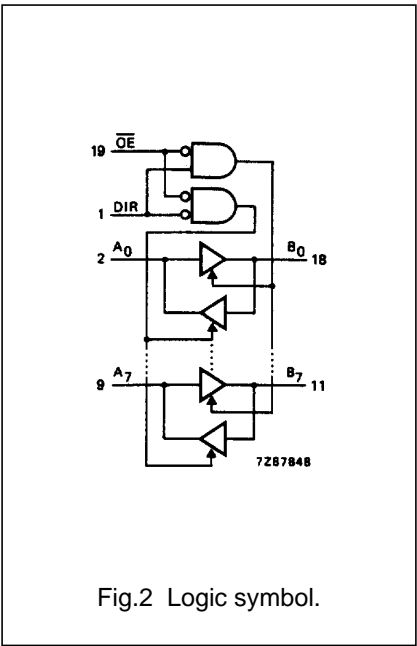 19 OE
1 DIR
2 A0 B0 18
9 A7 B7 11
7Z87848
Fig.2 Logic symbol.